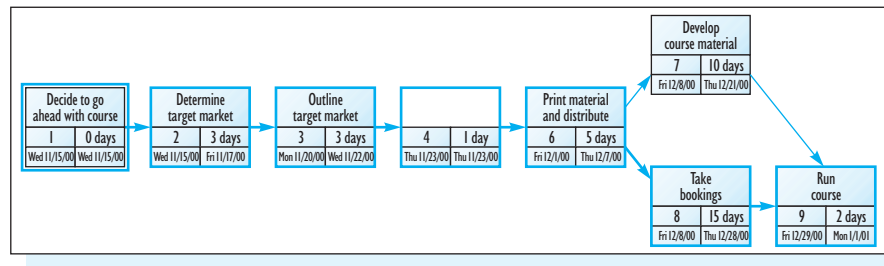 Decide to go
ahead with course
1 0 days
Wed 11/15/00 Wed 11/15/00
Determine
target market
2 3 days
Wed 11/15/00 Fri 11/17/00
Outline
target market
3 3 days
Mon 11/20/00 Wed 11/22/00
4 1 day
Thu 11/23/00 Thu 11/23/00
Print material
and distribute
6 5 days
Fri 12/1/00 Thu 12/7/00
Develop
course material
7 10 days
Fri 12/8/00 Thu 12/21/00
Take
bookings
8 15 days
Fri 12/8/00 Thu 12/28/00
Run
course
9 2 days
Fri 12/29/00 Mon 1/1/01